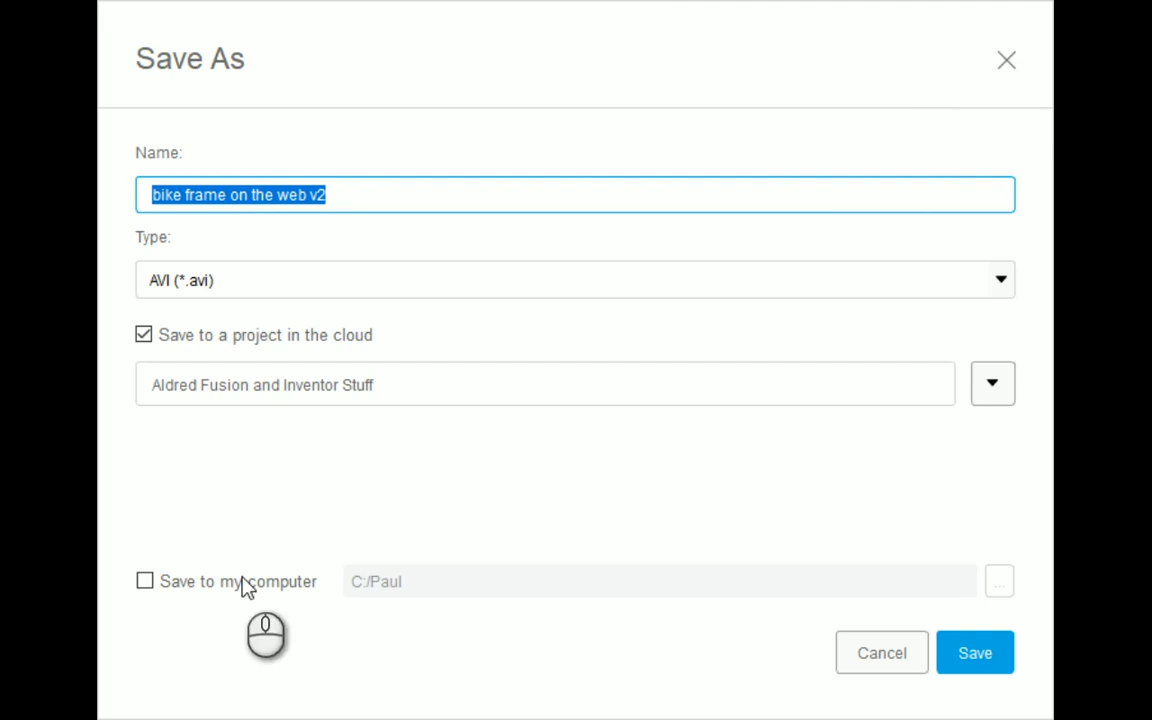 Save As
Name:
bike frame on the web v2
Type:
AVI (*.avi)
Save to a project in the cloud
Aldred Fusion and Inventor Stuff
Save to my computer
C:/Paul
...
Cancel
Save